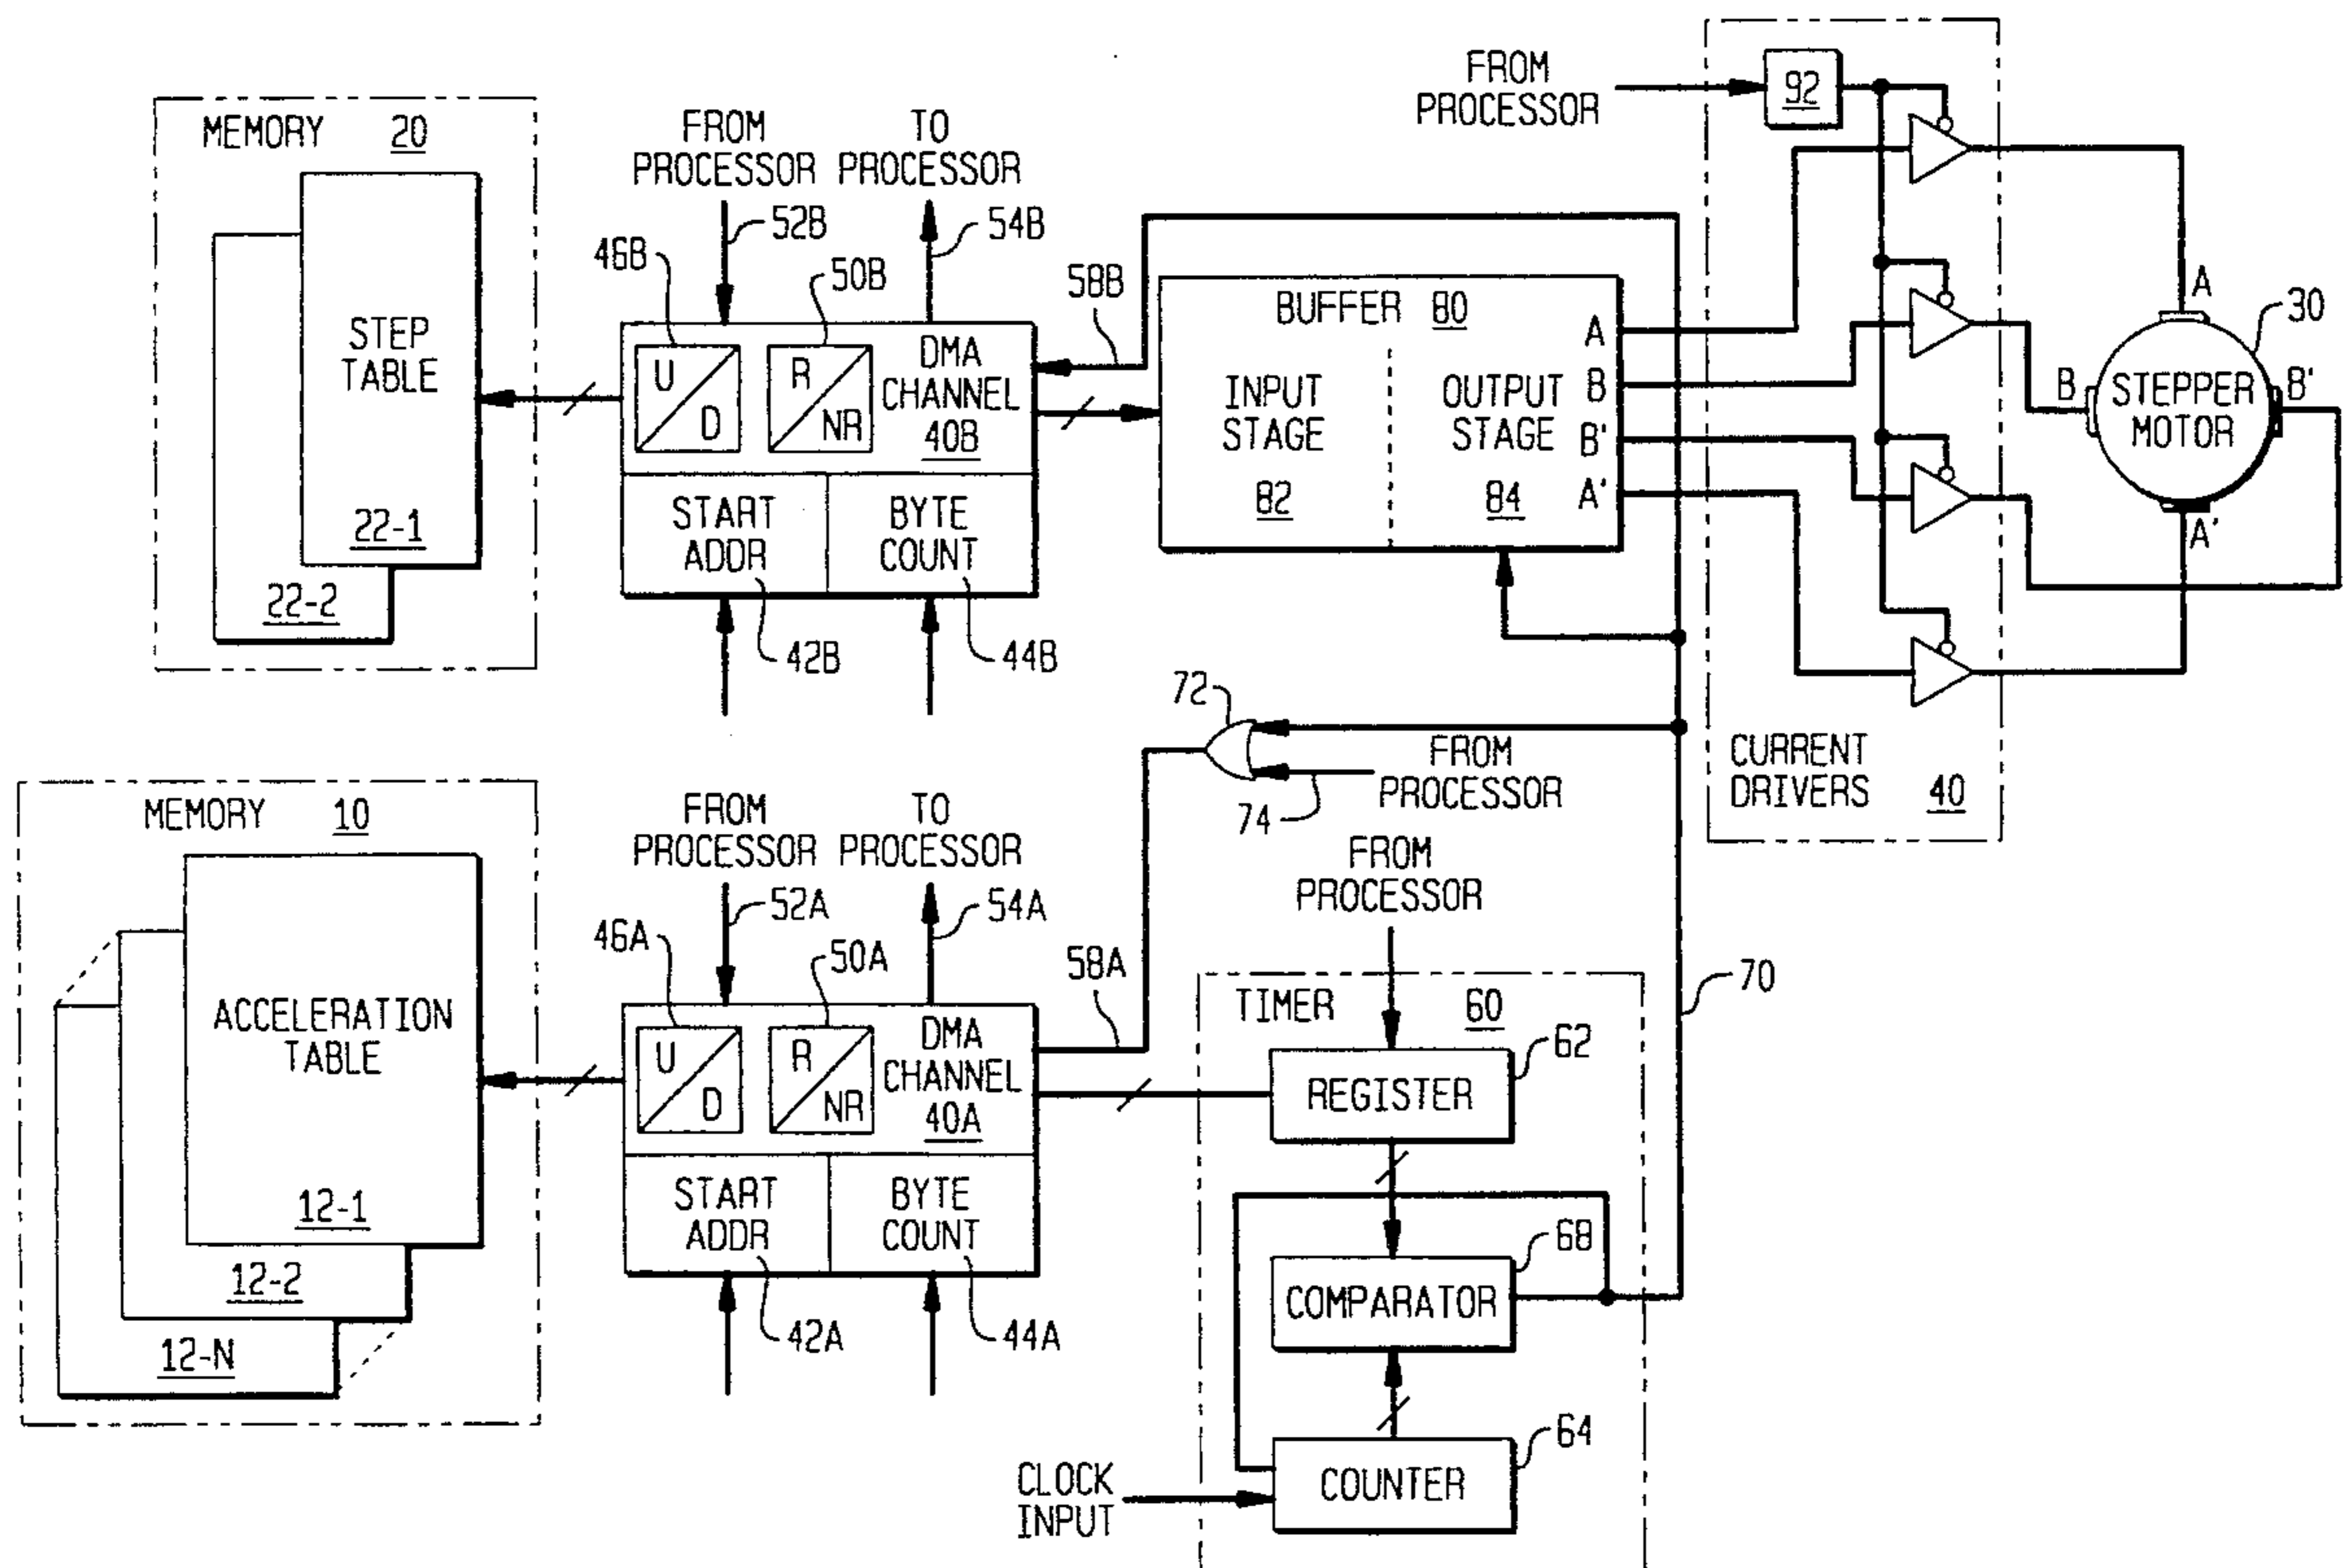 FROM
PROCESSOR
92
MEMORY 20
STEP
TABLE
22-1
22-2
FROM
PROCESSOR
TO
PROCESSOR
52B
54B
46B
50B
58B
U
D
R
NR
DMA
CHANNEL
40B
START
ADDR
BYTE
COUNT
42B
44B
BUFFER 80
INPUT
STAGE
82
OUTPUT
STAGE
84
A
B
B'
A'
A
B
B'
A'
30
STEPPER
MOTOR
CURRENT
DRIVERS 40
72
FROM
PROCESSOR
74
MEMORY 10
ACCELERATION
TABLE
12-1
12-2
12-N
FROM
PROCESSOR
TO
PROCESSOR
52A
54A
46A
50A
58A
U
D
R
NR
DMA
CHANNEL
40A
START
ADDR
BYTE
COUNT
42A
44A
FROM
PROCESSOR
70
TIMER 60
62
REGISTER
68
COMPARATOR
64
COUNTER
CLOCK
INPUT